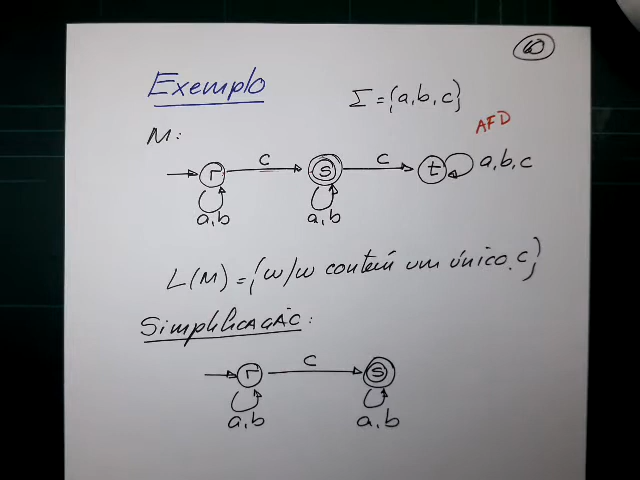 60
Exemplo
Σ = {a, b, c}
AFD
M:
r c s c t a, b, c
a, b a, b
L(M) = {w/w contém um único c}
Simplificação:
r c s
a, b a, b